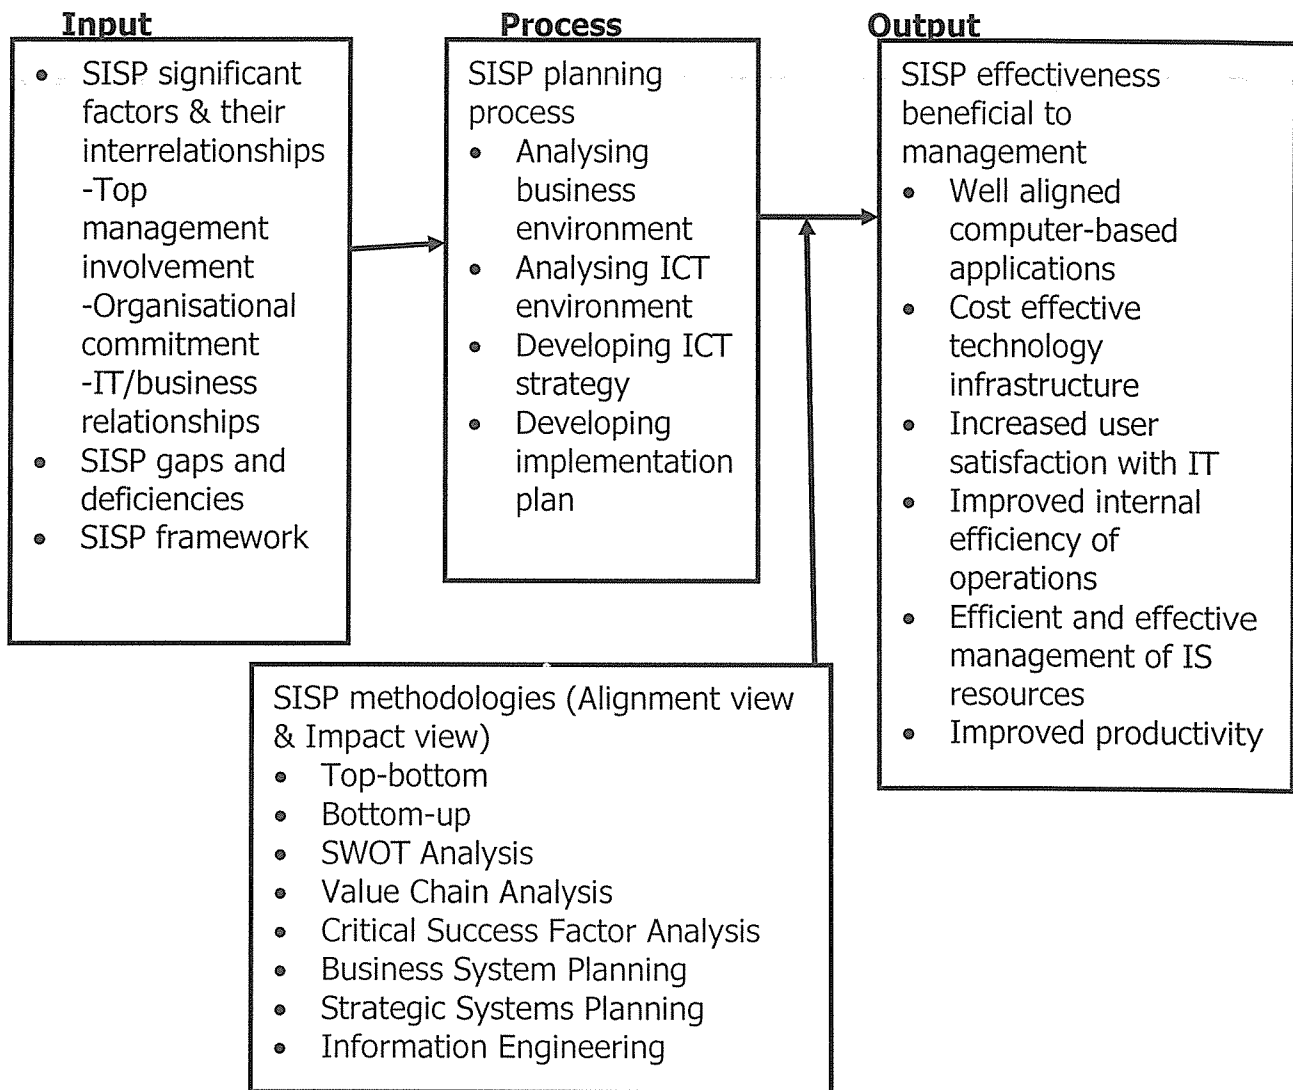 Input
• SISP significant
factors & their
interrelationships
-Top
management
involvement
-Organisational
commitment
-IT/business
relationships
• SISP gaps and
deficiencies
• SISP framework
Process
SISP planning
process
• Analysing
business
environment
• Analysing ICT
environment
• Developing ICT
strategy
• Developing
implementation
plan
Output
SISP effectiveness
beneficial to
management
• Well aligned
computer-based
applications
• Cost effective
technology
infrastructure
• Increased user
satisfaction with IT
• Improved internal
efficiency of
operations
• Efficient and effective
management of IS
resources
• Improved productivity
SISP methodologies (Alignment view
& Impact view)
• Top-bottom
• Bottom-up
• SWOT Analysis
• Value Chain Analysis
• Critical Success Factor Analysis
• Business System Planning
• Strategic Systems Planning
• Information Engineering